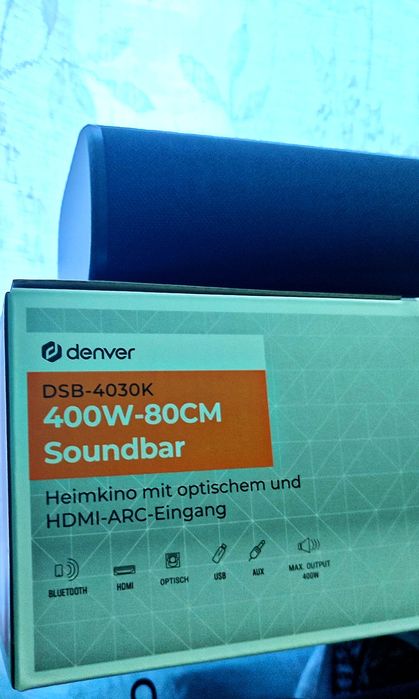 denver
DSB-4030K
400W-80CM
Soundbar
Heimkino mit optischem und
HDMI-ARC-Eingang
BLUETOOTH
HDMI
OPTISCH
USB
AUX
MAX. OUTPUT
400W